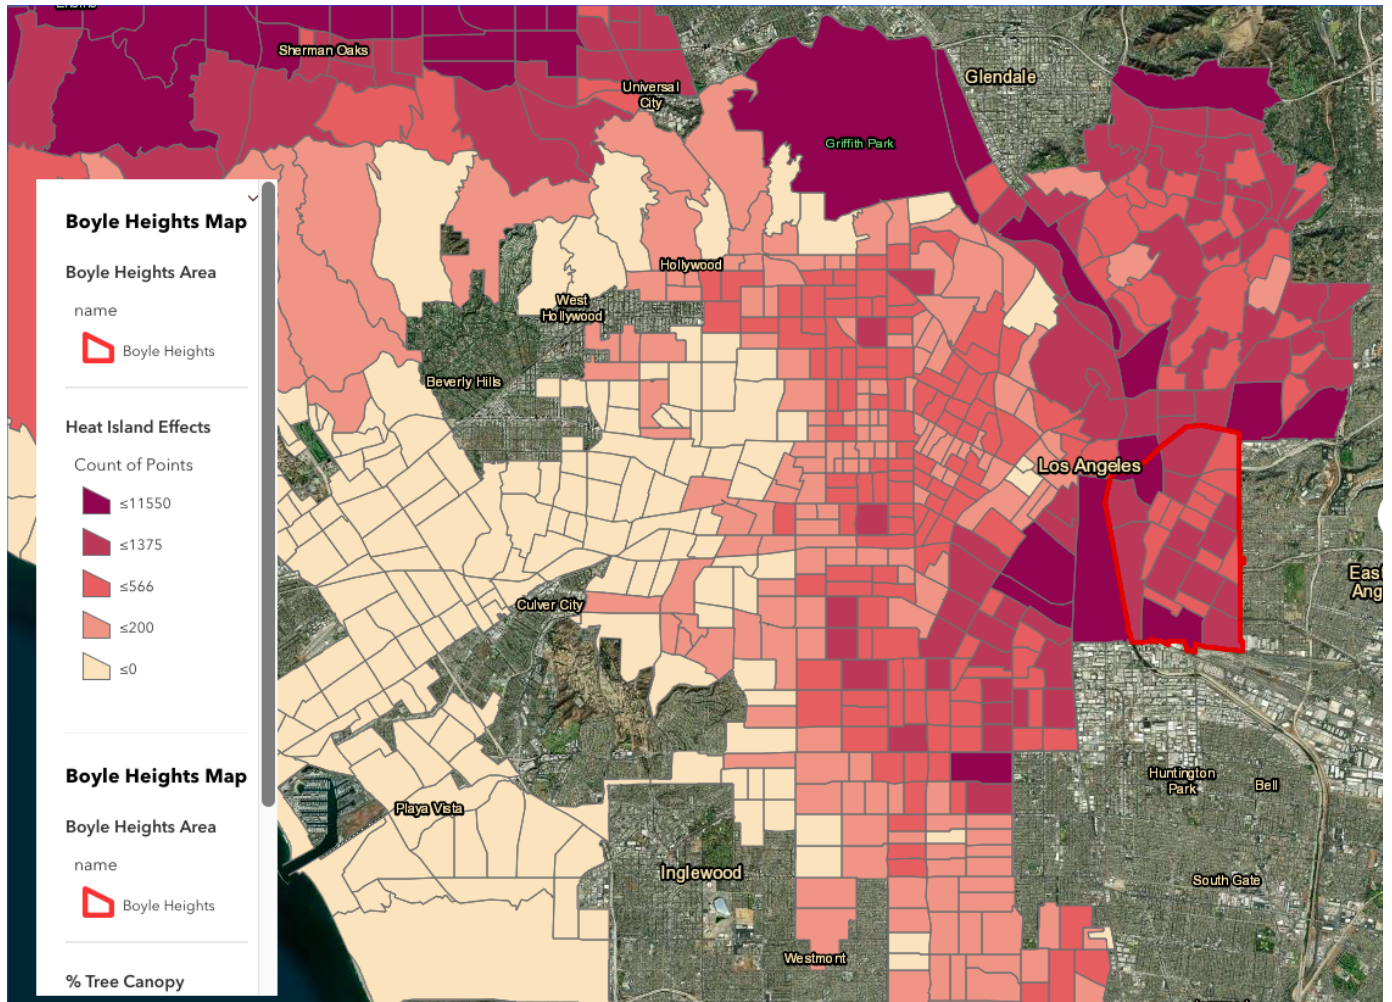 Sherman Oaks
Universal
City
Glendale
Griffith Park
Boyle Heights Map
Boyle Heights Area
name
Boyle Heights
Hollywood
West
Hollywood
Beverly Hills
Heat Island Effects
Count of Points
≤11550
≤1375
≤566
≤200
≤0
Los Angeles
East
Culver City
Boyle Heights Map
Boyle Heights Area
name
Boyle Heights
% Tree Canopy
Playa Vista
Huntington
Park
Bell
Inglewood
South Gate
Westmont